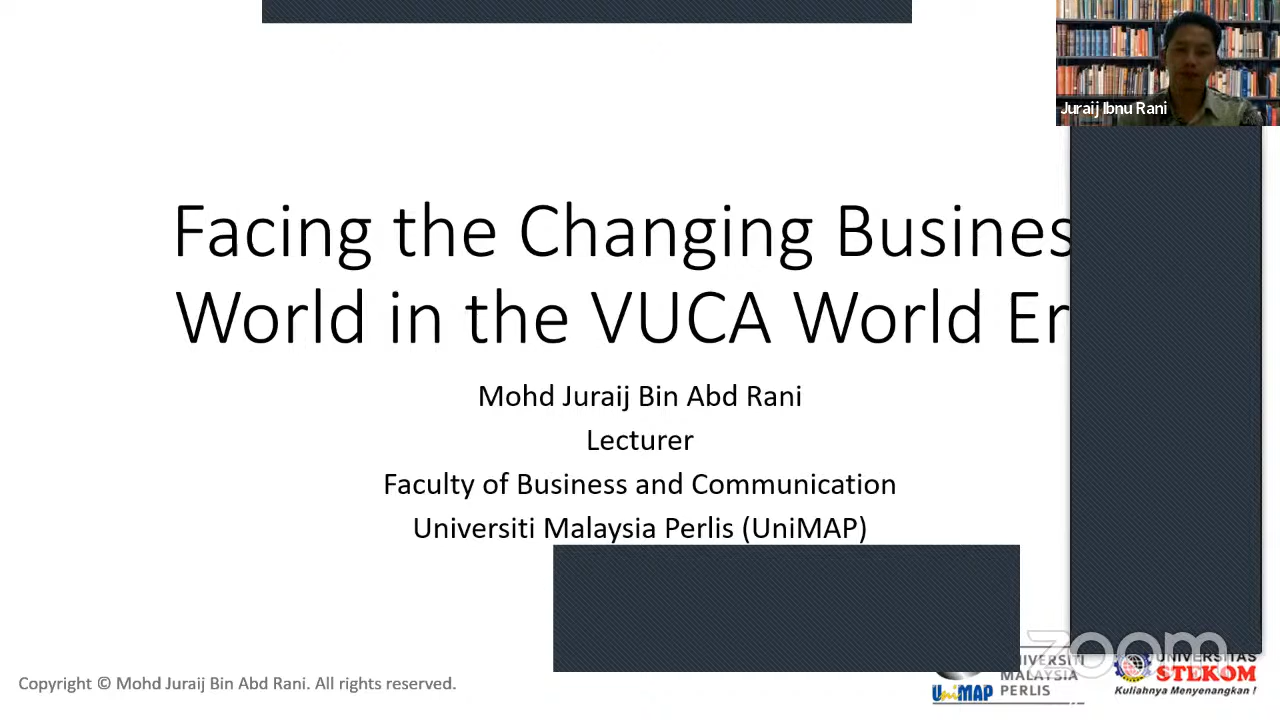 Juraij Ibnu Rani
Facing the Changing Busines
World in the VUCA World Er
Mohd Juraij Bin Abd Rani
Lecturer
Faculty of Business and Communication
Universiti Malaysia Perlis (UniMAP)
Copyright © Mohd Juraij Bin Abd Rani. All rights reserved.
zoom
NIVERSITI
MALAYSIA
PERLIS
UniMAP
UNIVERSITAS
STEKOM
Kuliahnya Menyenangkan !